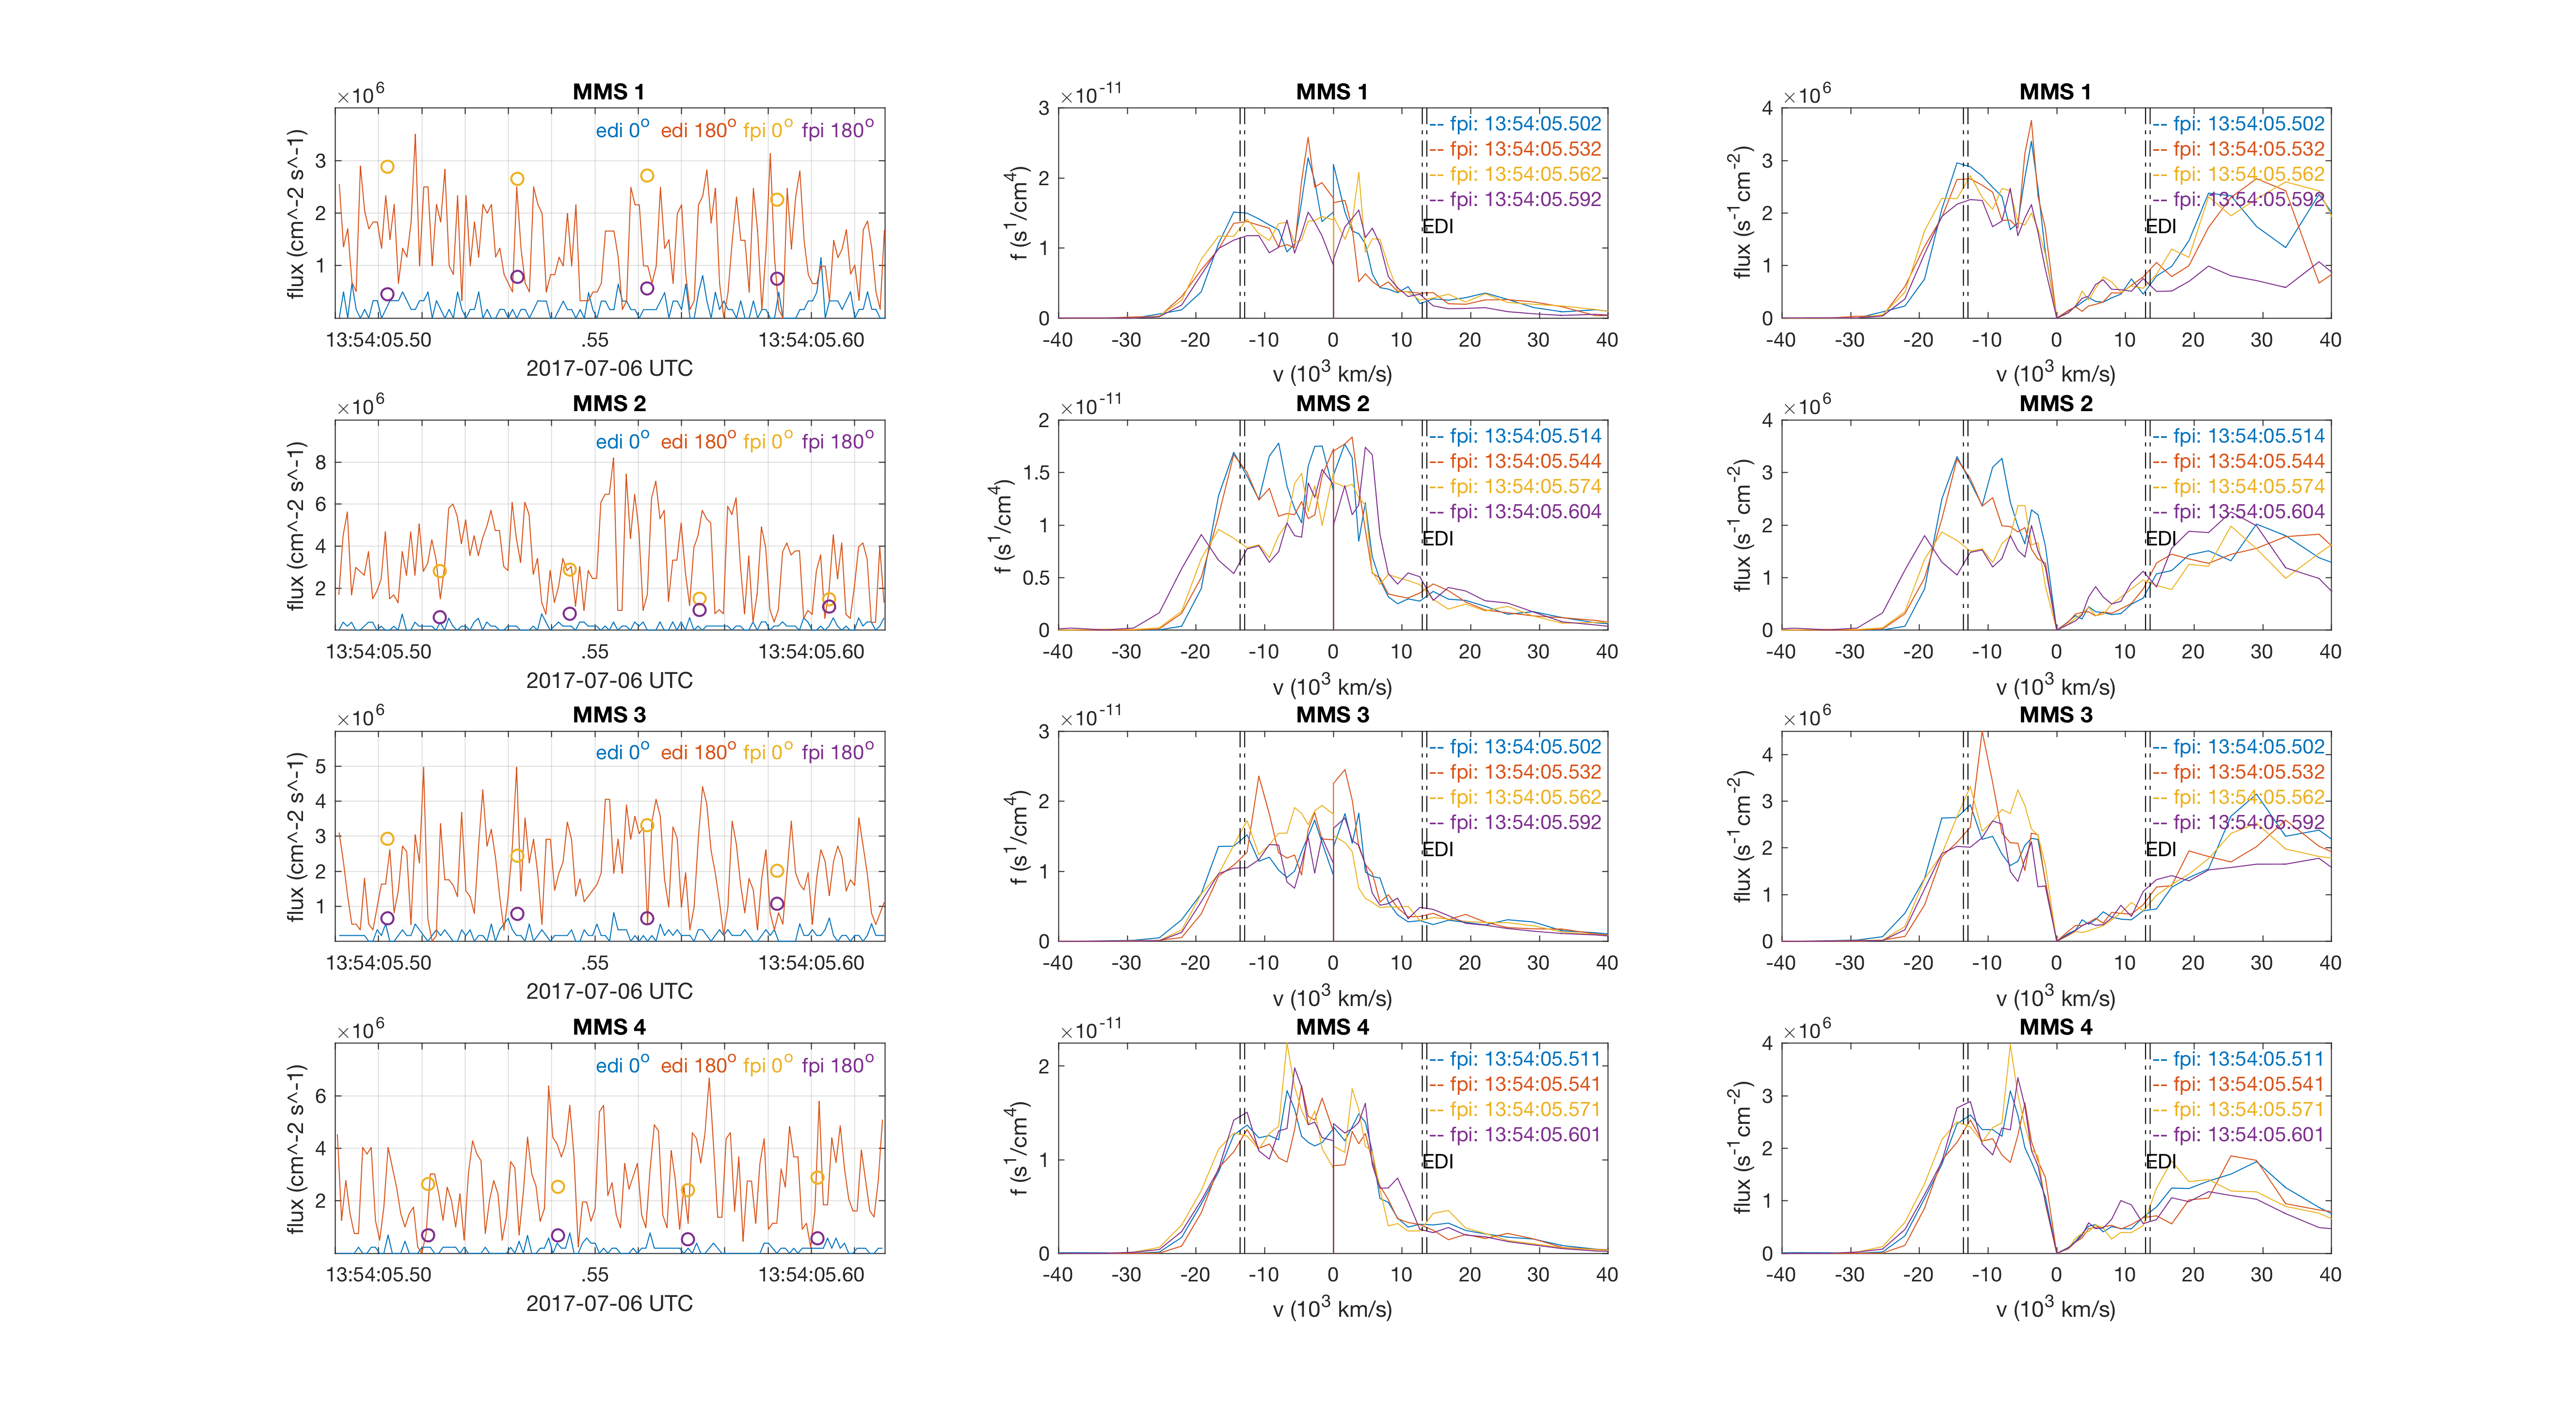 MMS 1
×10^6
flux (cm^-2 s^-1)
3
2
1
edi 0° edi 180° fpi 0° fpi 180°
13:54:05.50 .55 13:54:05.60
2017-07-06 UTC
MMS 1
×10^-11
f (s^1/cm^4)
3
2
1
0
-- fpi: 13:54:05.502
-- fpi: 13:54:05.532
-- fpi: 13:54:05.562
-- fpi: 13:54:05.592
EDI
-40 -30 -20 -10 0 10 20 30 40
v (10^3 km/s)
MMS 1
×10^6
flux (s^-1 cm^-2)
4
3
2
1
0
-- fpi: 13:54:05.502
-- fpi: 13:54:05.532
-- fpi: 13:54:05.562
-- fpi: 13:54:05.592
EDI
-40 -30 -20 -10 0 10 20 30 40
v (10^3 km/s)
MMS 2
×10^6
flux (cm^-2 s^-1)
8
6
4
2
edi 0° edi 180° fpi 0° fpi 180°
13:54:05.50 .55 13:54:05.60
2017-07-06 UTC
MMS 2
×10^-11
f (s^1/cm^4)
2
1.5
1
0.5
0
-- fpi: 13:54:05.514
-- fpi: 13:54:05.544
-- fpi: 13:54:05.574
-- fpi: 13:54:05.604
EDI
-40 -30 -20 -10 0 10 20 30 40
v (10^3 km/s)
MMS 2
×10^6
flux (s^-1 cm^-2)
4
3
2
1
0
-- fpi: 13:54:05.514
-- fpi: 13:54:05.544
-- fpi: 13:54:05.574
-- fpi: 13:54:05.604
EDI
-40 -30 -20 -10 0 10 20 30 40
v (10^3 km/s)
MMS 3
×10^6
flux (cm^-2 s^-1)
5
4
3
2
1
edi 0° edi 180° fpi 0° fpi 180°
13:54:05.50 .55 13:54:05.60
2017-07-06 UTC
MMS 3
×10^-11
f (s^1/cm^4)
3
2
1
0
-- fpi: 13:54:05.502
-- fpi: 13:54:05.532
-- fpi: 13:54:05.562
-- fpi: 13:54:05.592
EDI
-40 -30 -20 -10 0 10 20 30 40
v (10^3 km/s)
MMS 3
×10^6
flux (s^-1 cm^-2)
4
3
2
1
0
-- fpi: 13:54:05.502
-- fpi: 13:54:05.532
-- fpi: 13:54:05.562
-- fpi: 13:54:05.592
EDI
-40 -30 -20 -10 0 10 20 30 40
v (10^3 km/s)
MMS 4
×10^6
flux (cm^-2 s^-1)
6
4
2
edi 0° edi 180° fpi 0° fpi 180°
13:54:05.50 .55 13:54:05.60
2017-07-06 UTC
MMS 4
×10^-11
f (s^1/cm^4)
2
1
0
-- fpi: 13:54:05.511
-- fpi: 13:54:05.541
-- fpi: 13:54:05.571
-- fpi: 13:54:05.601
EDI
-40 -30 -20 -10 0 10 20 30 40
v (10^3 km/s)
MMS 4
×10^6
flux (s^-1 cm^-2)
4
3
2
1
0
-- fpi: 13:54:05.511
-- fpi: 13:54:05.541
-- fpi: 13:54:05.571
-- fpi: 13:54:05.601
EDI
-40 -30 -20 -10 0 10 20 30 40
v (10^3 km/s)